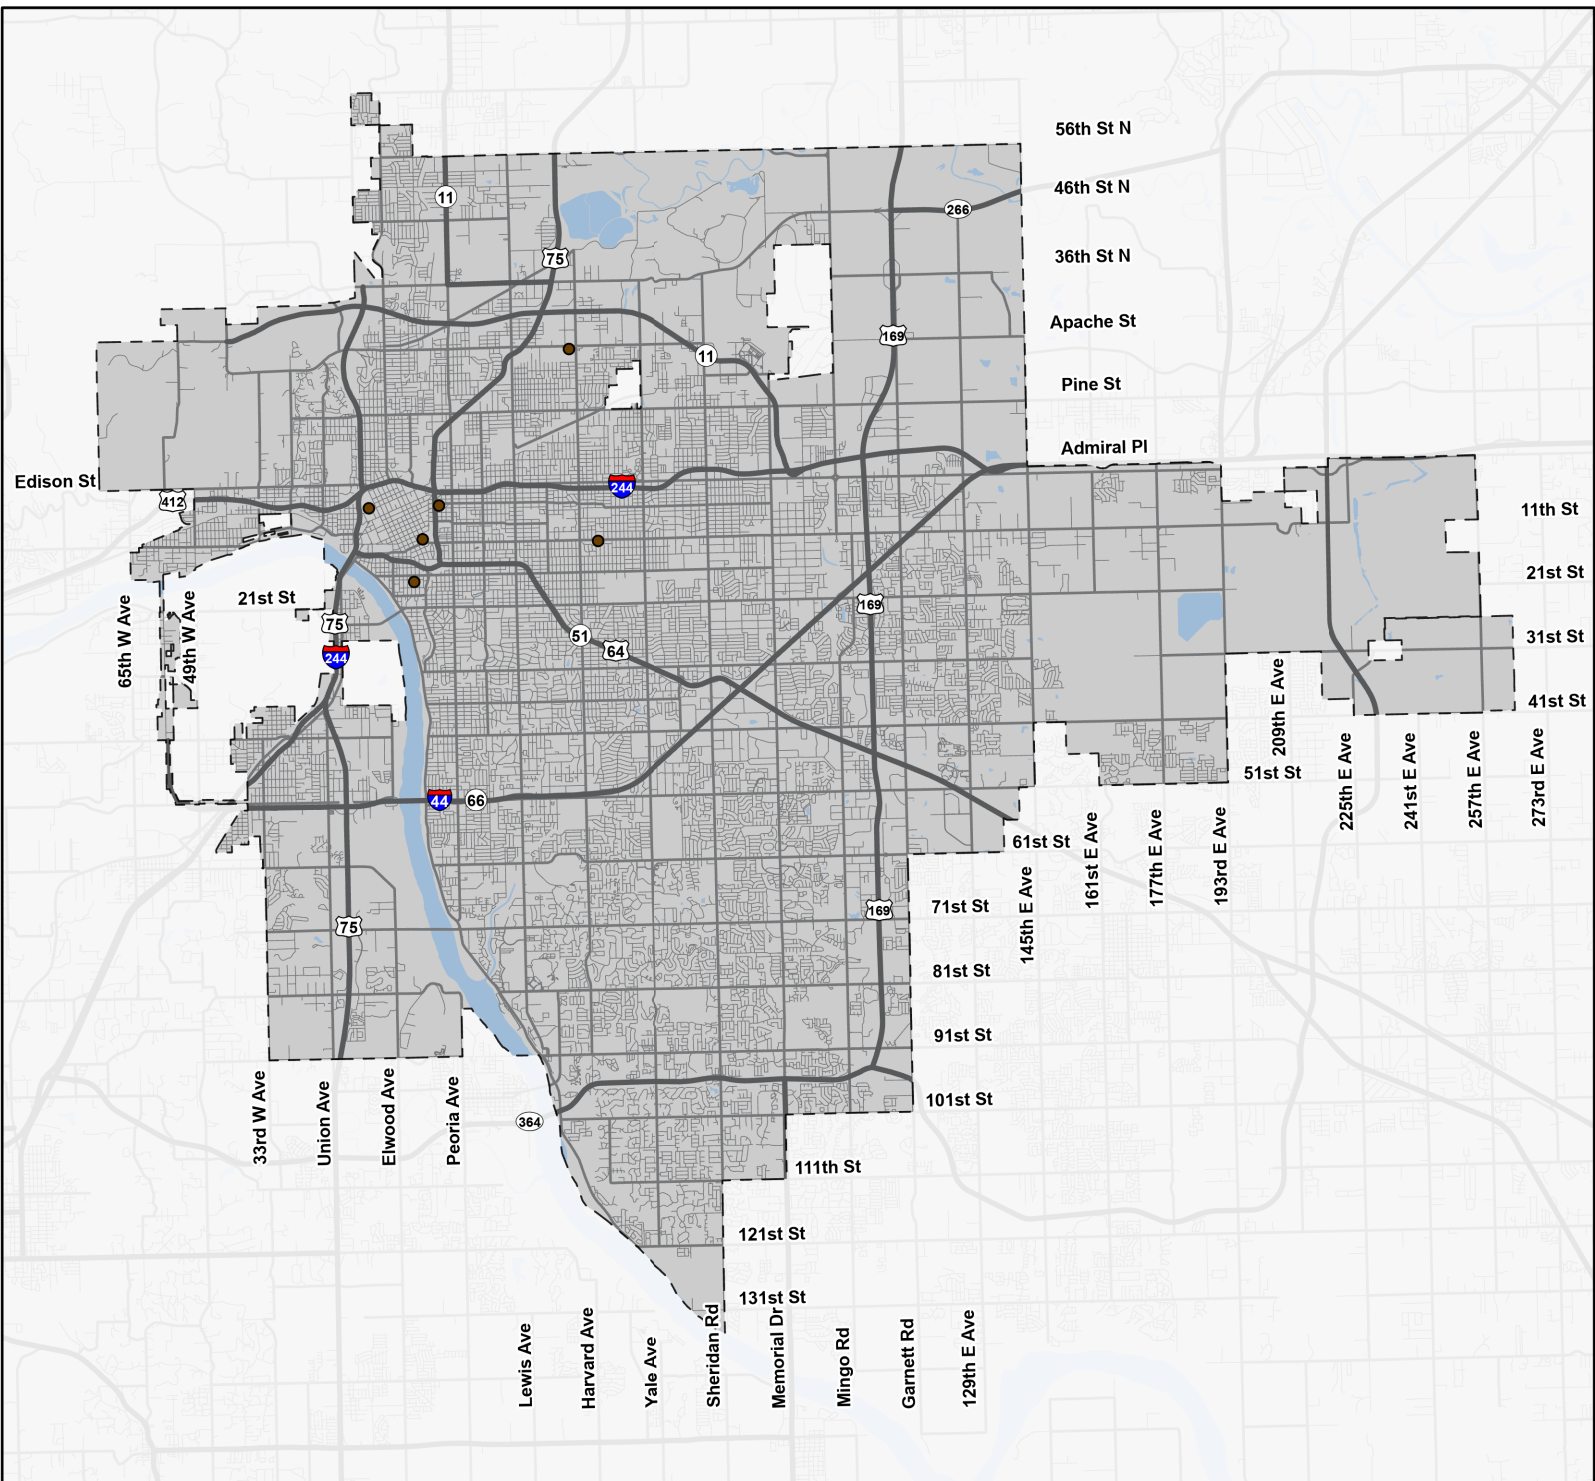 56th St N
46th St N
11
266
36th St N
75
Apache St
169
11
Pine St
Admiral Pl
Edison St
244
412
11th St
21st St
65th W Ave
49th W Ave
21st St
169
75
51
31st St
64
244
209th E Ave
41st St
51st St
225th E Ave
241st E Ave
257th E Ave
273rd E Ave
44
66
61st St
161st E Ave
177th E Ave
193rd E Ave
145th E Ave
71st St
169
75
81st St
91st St
33rd W Ave
Union Ave
Elwood Ave
Peoria Ave
101st St
364
111th St
121st St
131st St
Lewis Ave
Harvard Ave
Yale Ave
Sheridan Rd
Memorial Dr
Mingo Rd
Garnett Rd
129th E Ave